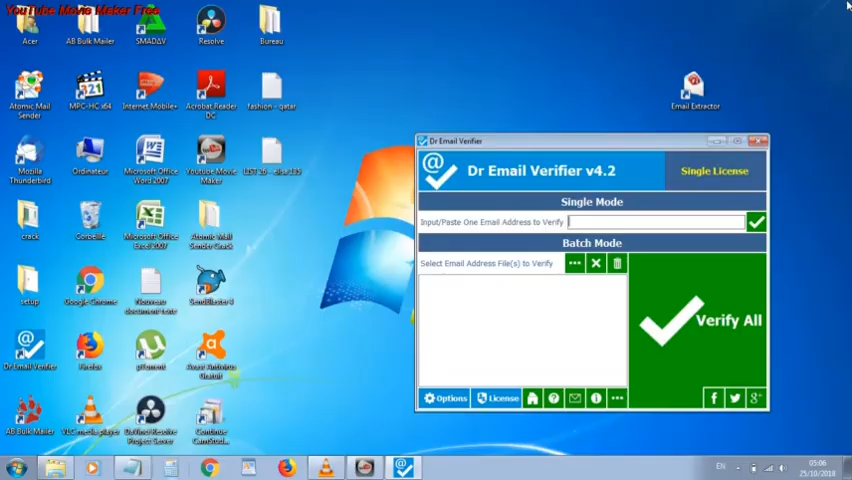 YouTube Movie Maker Free
Acer
AB Bulk Mailer
SMADAV
Resolve
Bureau
Atomic Mail
Sender
MPC-HC x64
Internet Mobile+
Acrobat Reader
DC
fashion - qatar
Email Extractor
Mozilla
Thunderbird
Ordinateur
Microsoft Office
Word 2007
Youtube Movie
Maker
crack
Corbeille
Microsoft Office
Excel 2007
Atomic Mail
Sender Crack
setup
Google Chrome
Nouveau
document texte
SendBlaster 4
Dr Email Verifier
Firefox
µTorrent
Avast Antivirus
Gratuit
AB Bulk Mailer
VLC media player
DaVinci Resolve
Project Server
Continue
CamStud...
Dr Email Verifier
Dr Email Verifier v4.2
Single License
Single Mode
Input/Paste One Email Address to Verify
Batch Mode
Select Email Address File(s) to Verify
Verify All
Options
License
EN
05:06
25/10/2018